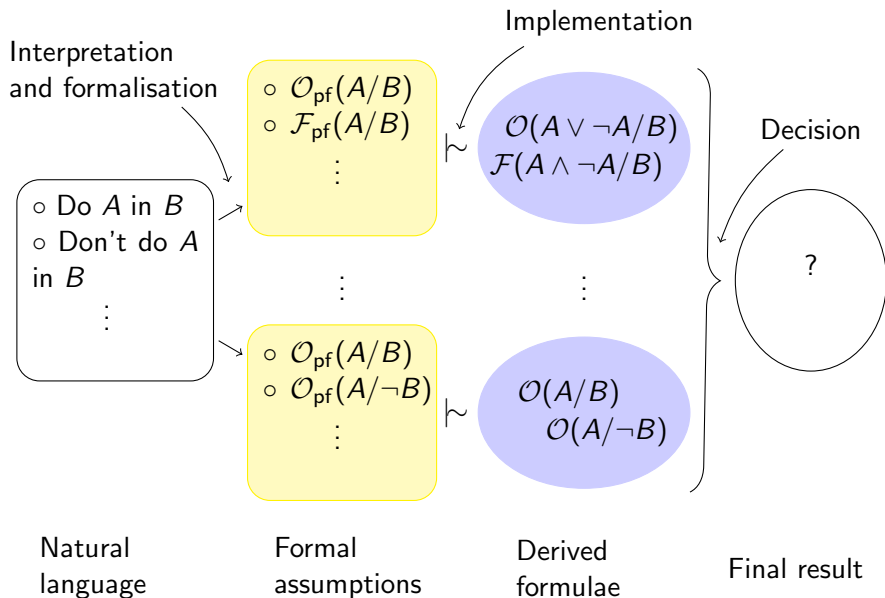 Interpretation
and formalisation
Implementation
Decision
◦ Do A in B
◦ Don't do A
in B
⋮
◦ 𝒪pf(A/B)
◦ ℱpf(A/B)
⋮
|~
𝒪(A ∨ ¬A/B)
ℱ(A ∧ ¬A/B)
⋮
⋮
◦ 𝒪pf(A/B)
◦ 𝒪pf(A/¬B)
⋮
|~
𝒪(A/B)
𝒪(A/¬B)
?
Natural
language
Formal
assumptions
Derived
formulae
Final result